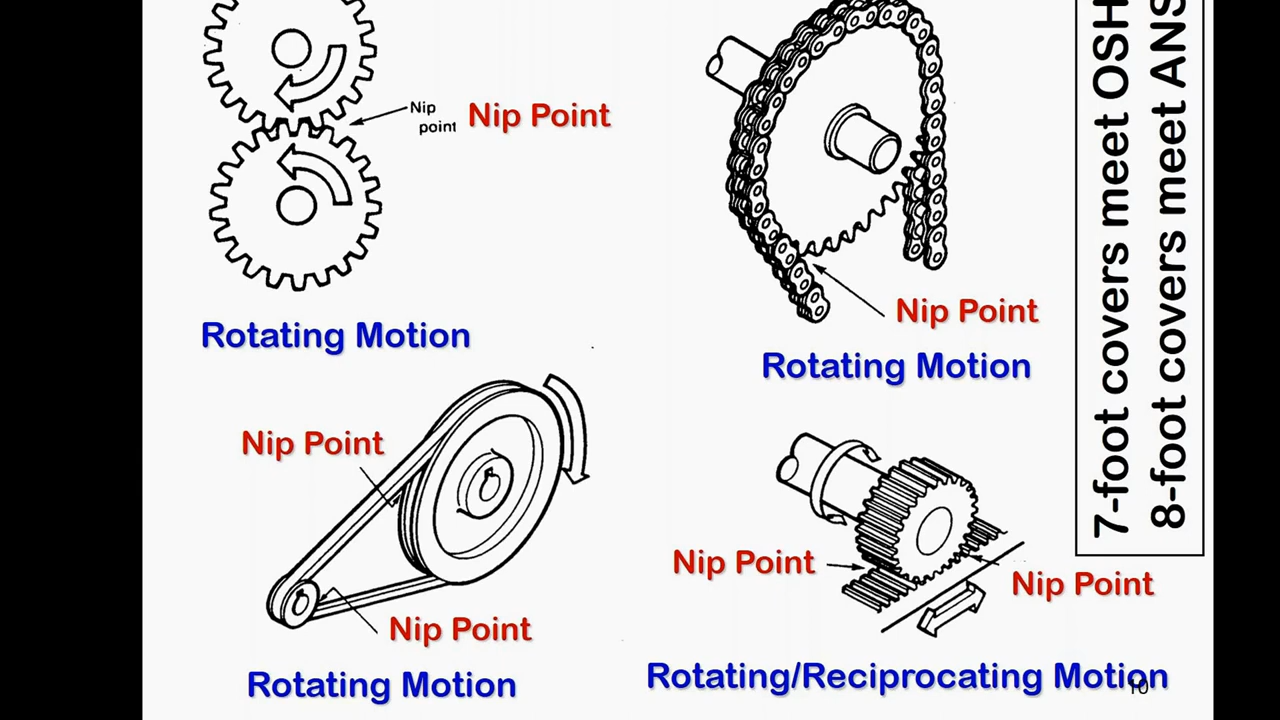 Nip
point
Nip Point
Rotating Motion
Nip Point
Rotating Motion
Nip Point
Nip Point
Rotating Motion
Nip Point
Nip Point
Rotating/Reciprocating Motion
10
7-foot covers meet OSH
8-foot covers meet ANS